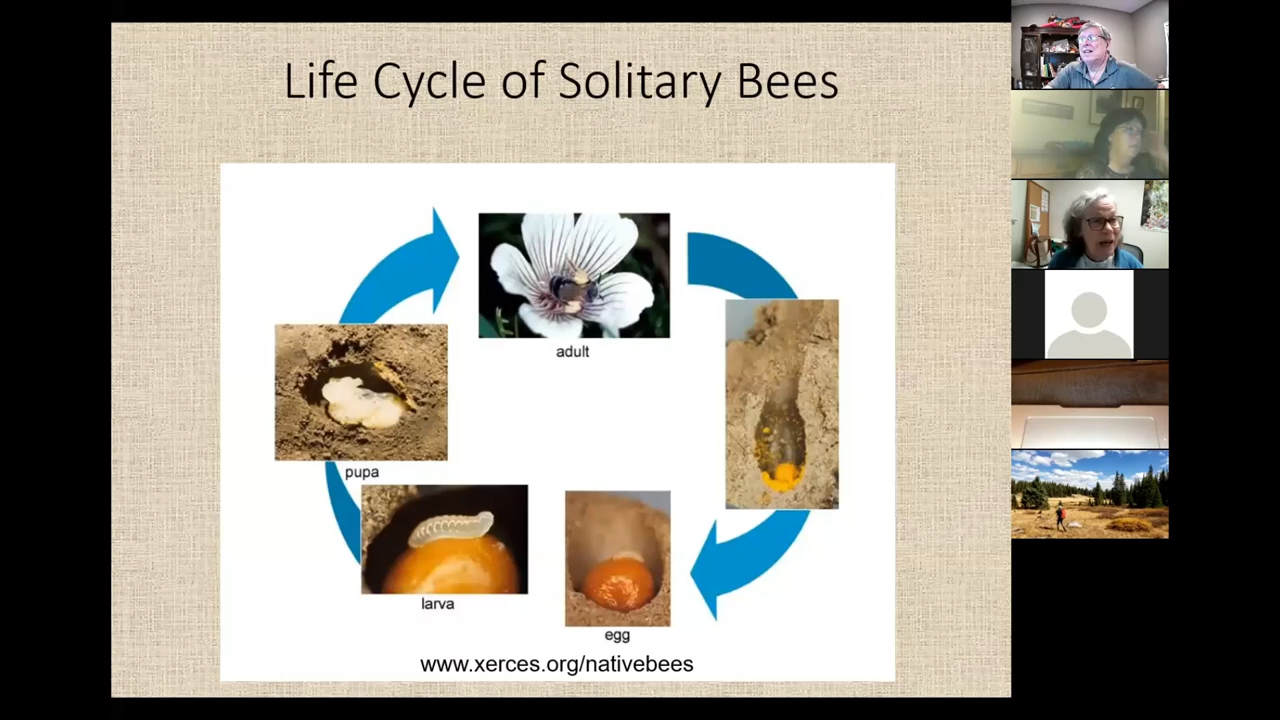 Life Cycle of Solitary Bees
adult
pupa
larva
egg
www.xerces.org/nativebees